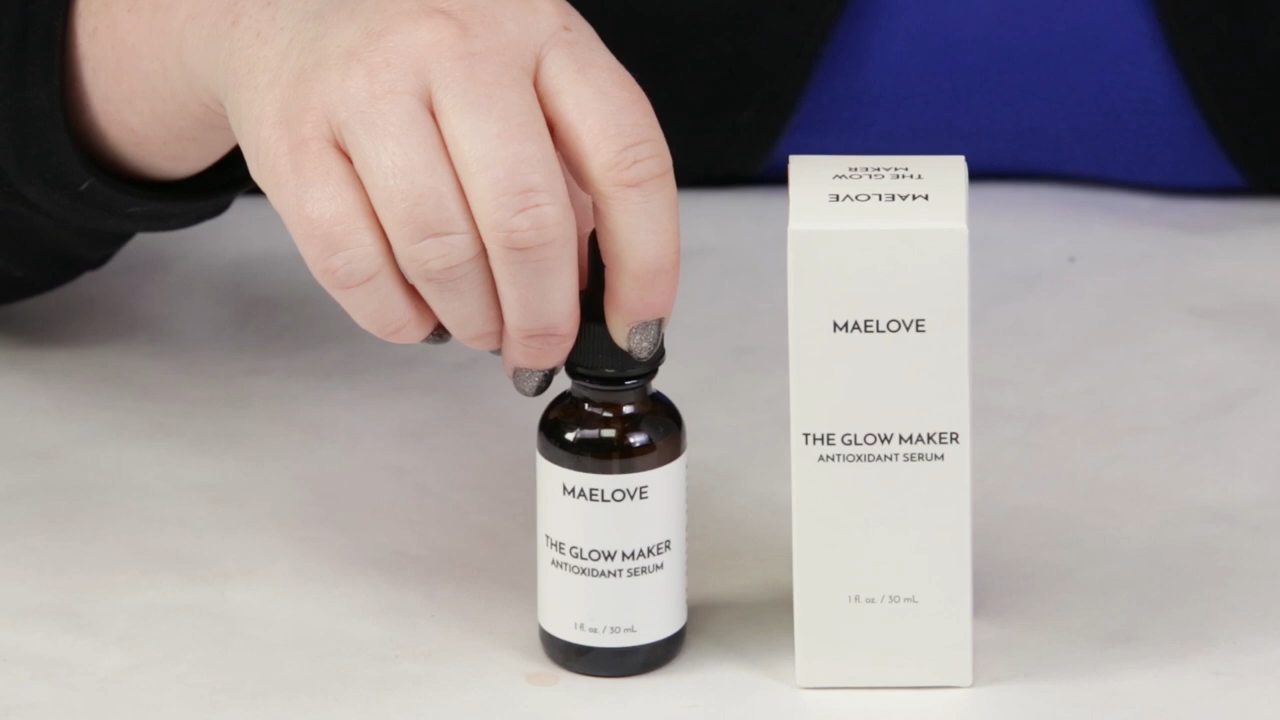 MAELOVE
THE GLOW MAKER
ANTIOXIDANT SERUM
1 fl. oz. / 30 mL
THE GLOW
MAKER
MAELOVE
MAELOVE
THE GLOW MAKER
ANTIOXIDANT SERUM
1 fl. oz. / 30 mL